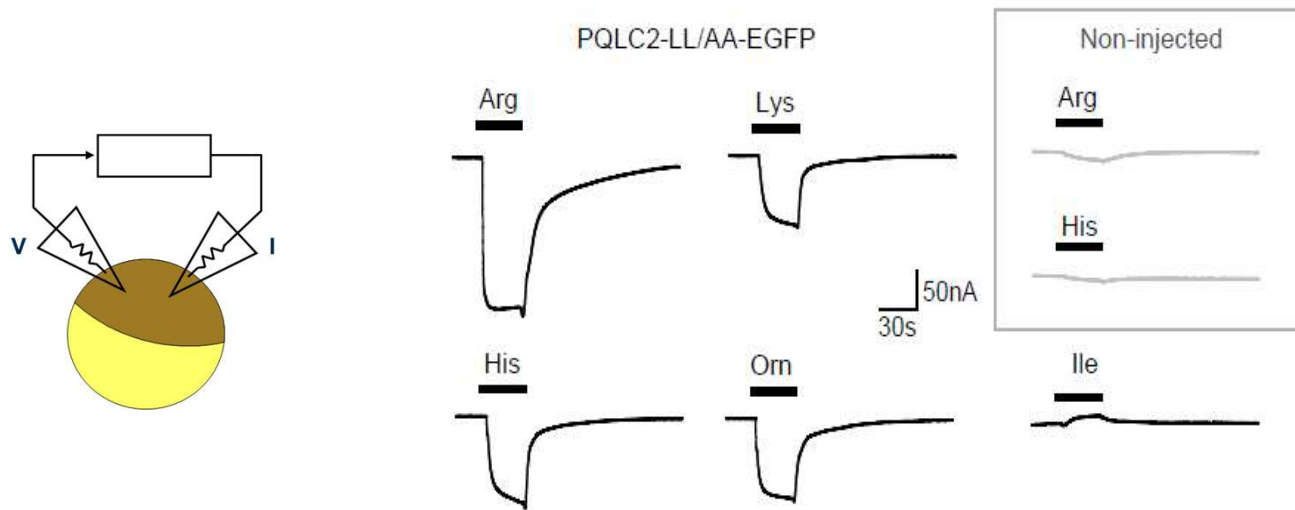 PQLC2-LL/AA-EGFP
Non-injected
Arg
Lys
Arg
V
I
His
50nA
30s
His
Orn
Ile